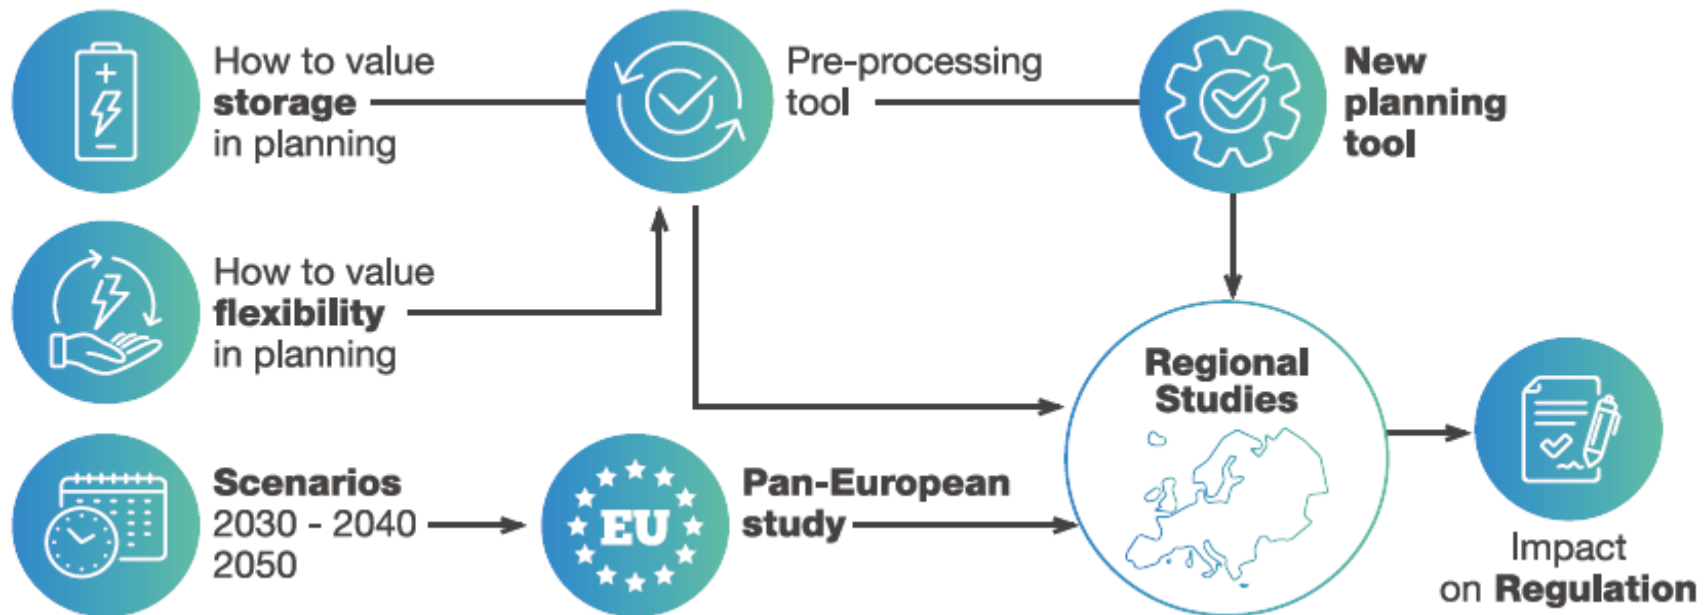 How to value
storage
in planning
Pre-processing
tool
New
planning
tool
How to value
flexibility
in planning
Regional
Studies
Scenarios
2030 - 2040
2050
EU
Pan-European
study
Impact
on Regulation